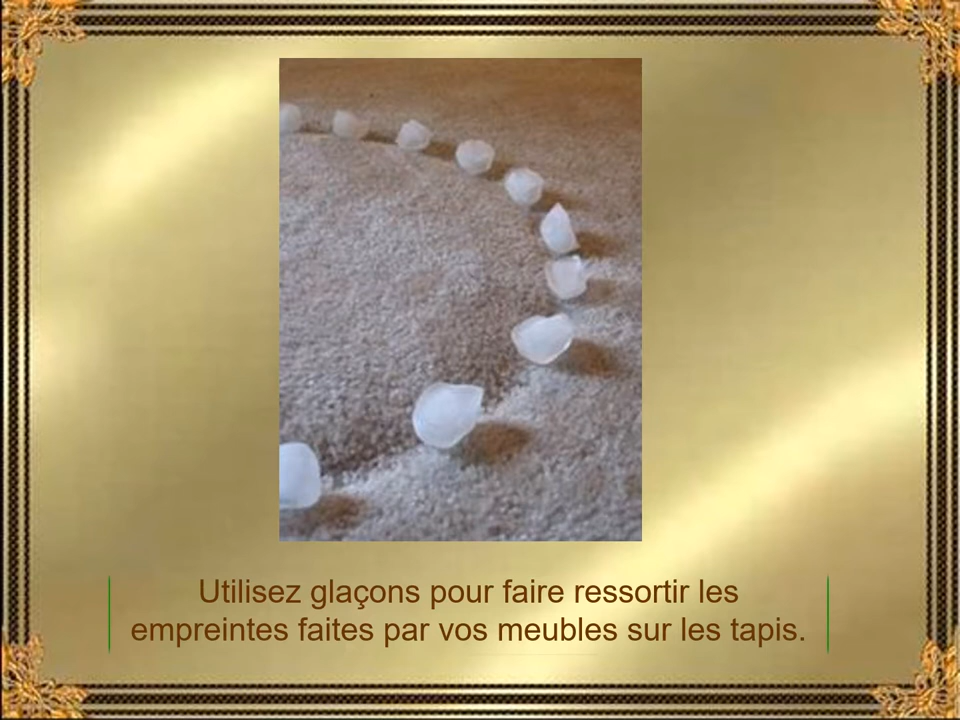 Utilisez glaçons pour faire ressortir les
empreintes faites par vos meubles sur les tapis.